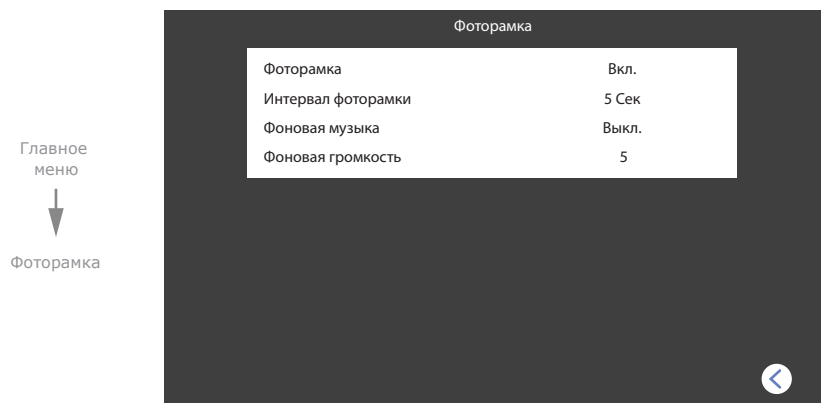 Главное
меню
Фоторамка
Фоторамка
Фоторамка Вкл.
Интервал фоторамки 5 Сек
Фоновая музыка Выкл.
Фоновая громкость 5